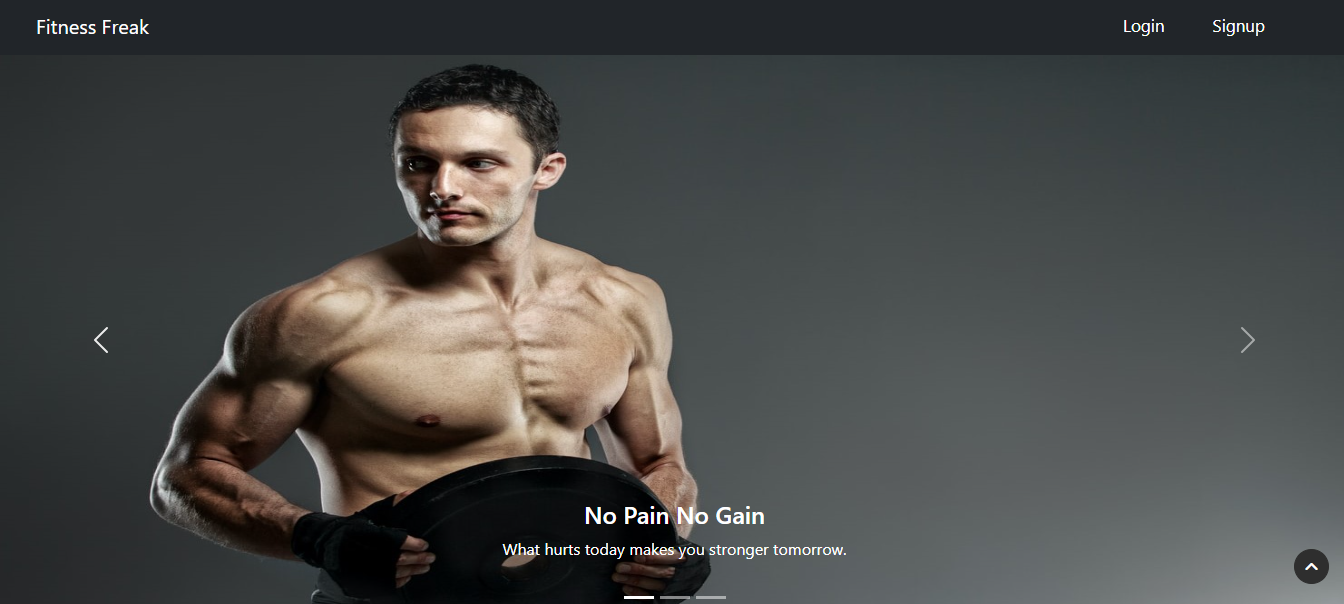 Fitness Freak
Login
Signup
No Pain No Gain
What hurts today makes you stronger tomorrow.